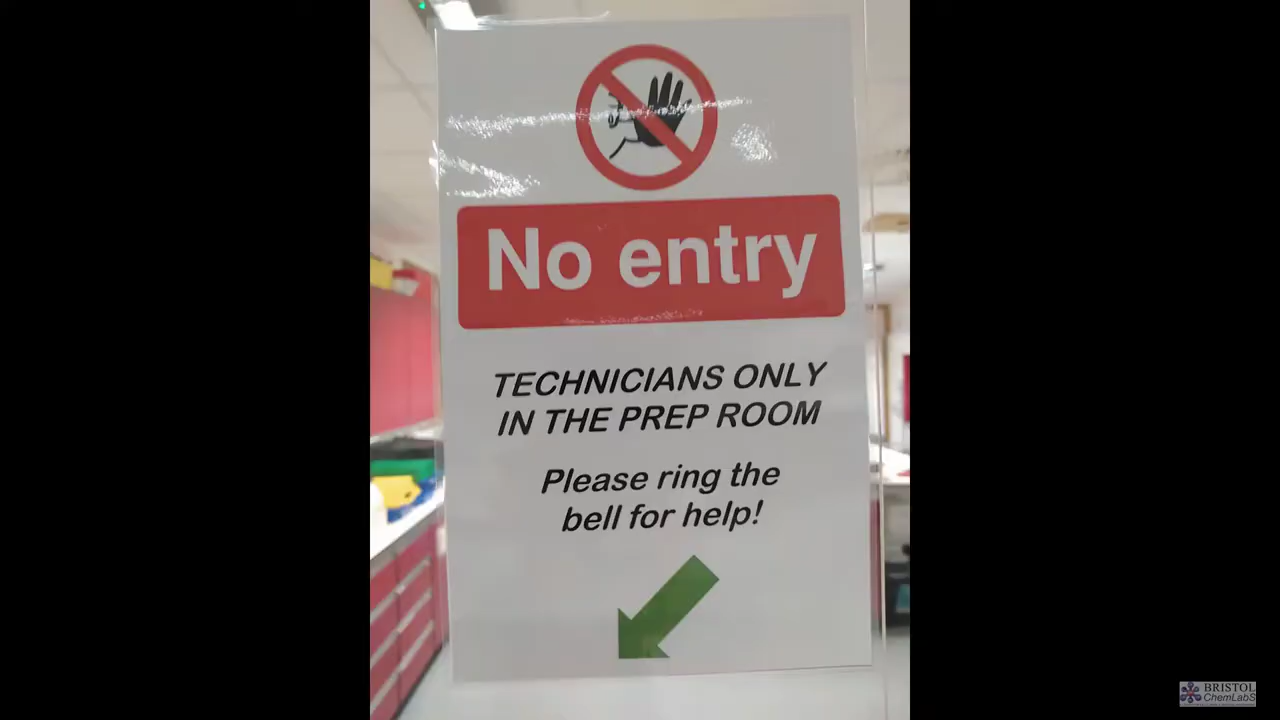 No entry
TECHNICIANS ONLY
IN THE PREP ROOM
Please ring the
bell for help!
BRISTOL
ChemLabS